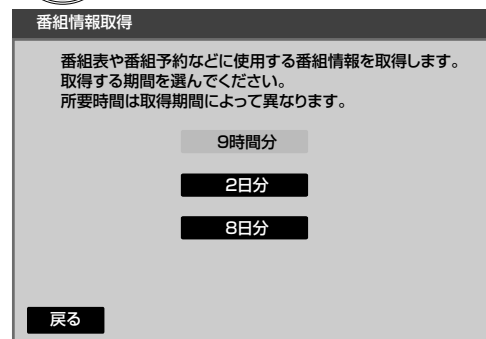 番組情報取得
番組表や番組予約などに使用する番組情報を取得します。
取得する期間を選んでください。
所要時間は取得期間によって異なります。
9時間分
2日分
8日分
戻る